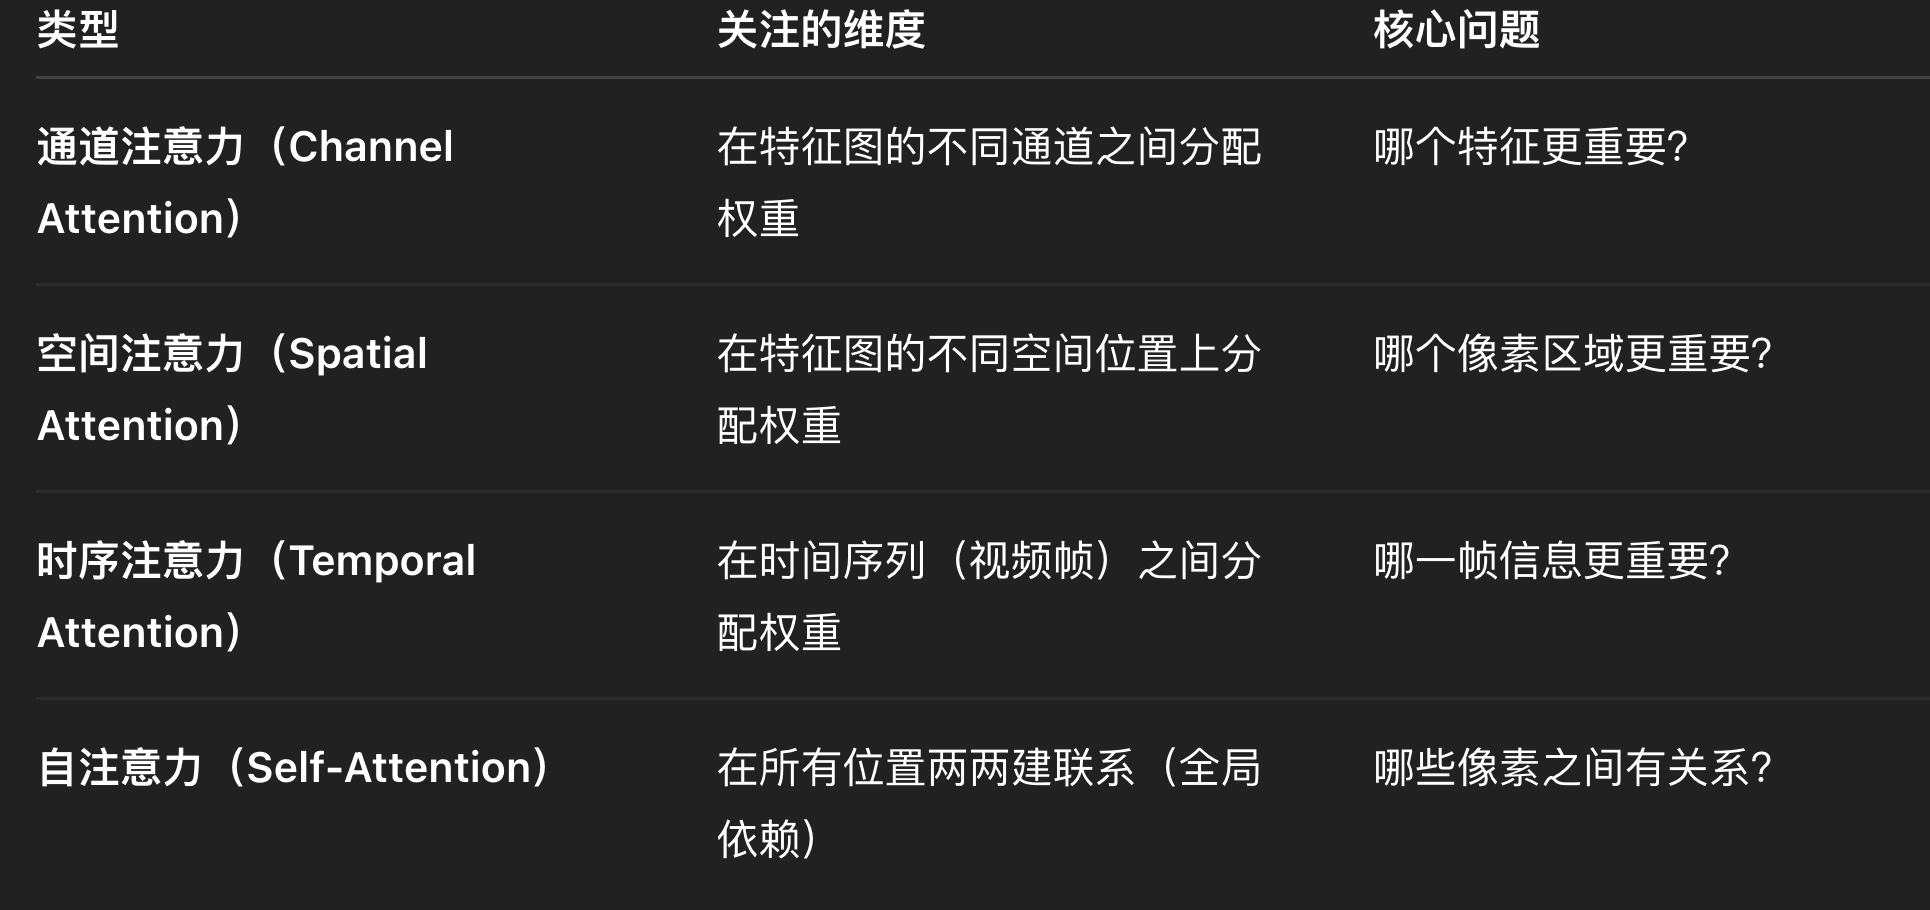 类型
关注的维度
核心问题
通道注意力（Channel
Attention）
在特征图的不同通道之间分配
权重
哪个特征更重要?
空间注意力（Spatial
Attention）
在特征图的不同空间位置上分
配权重
哪个像素区域更重要?
时序注意力（Temporal
Attention）
在时间序列（视频帧）之间分
配权重
哪一帧信息更重要?
自注意力（Self-Attention）
在所有位置两两建联系（全局
依赖）
哪些像素之间有关系?